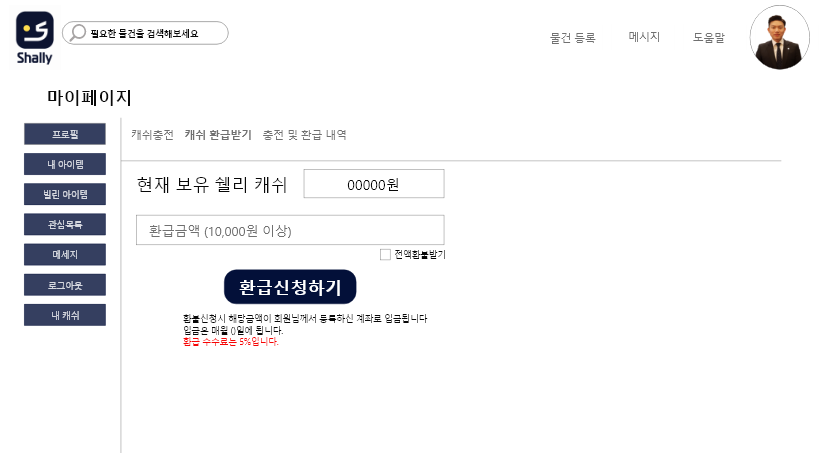 Shally
필요한 물건을 검색해보세요
물건 등록 메시지 도움말
마이페이지
프로필
내 아이템
빌린 아이템
관심목록
메세지
로그아웃
내 캐쉬
캐쉬충전 캐쉬 환급받기 충전 및 환급 내역
현재 보유 쉘리 캐쉬 00000원
환급금액 (10,000원 이상)
전액환불받기
환급신청하기
환불신청시 해당금액이 회원님께서 등록하신 계좌로 입금됩니다
입금은 매월 0일에 됩니다.
환급 수수료는 5%입니다.